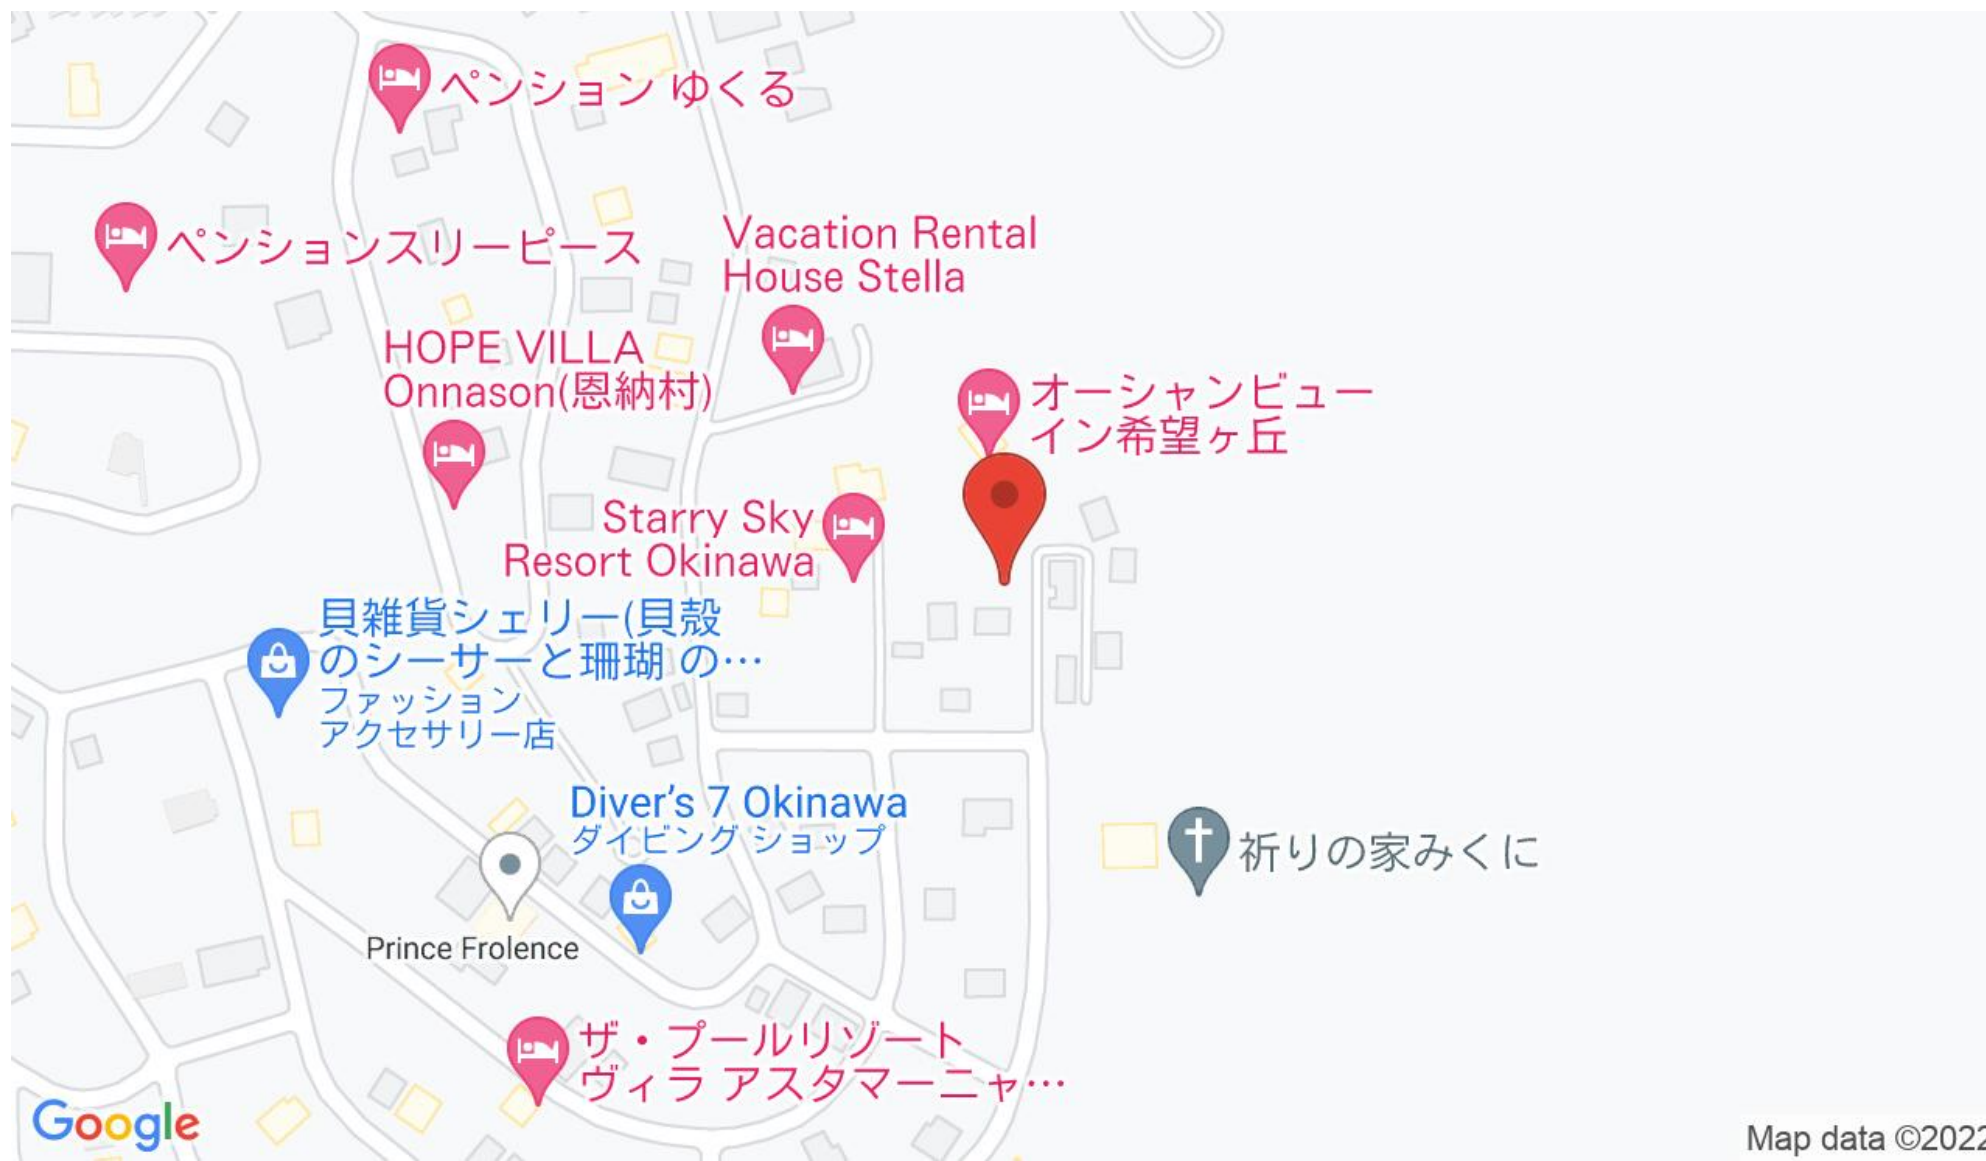 ペンション ゆくる
ペンションスリーピース
Vacation Rental
House Stella
HOPE VILLA
Onnason(恩納村)
オーシャンビュー
イン希望ヶ丘
Starry Sky
Resort Okinawa
貝雑貨シェリー(貝殻
のシーサーと珊瑚 の…
ファッション
アクセサリー店
Diver's 7 Okinawa
ダイビング ショップ
祈りの家みくに
Prince Frolence
ザ・プールリゾート
ヴィラ アスタマーニャ…
Google
Map data ©2022